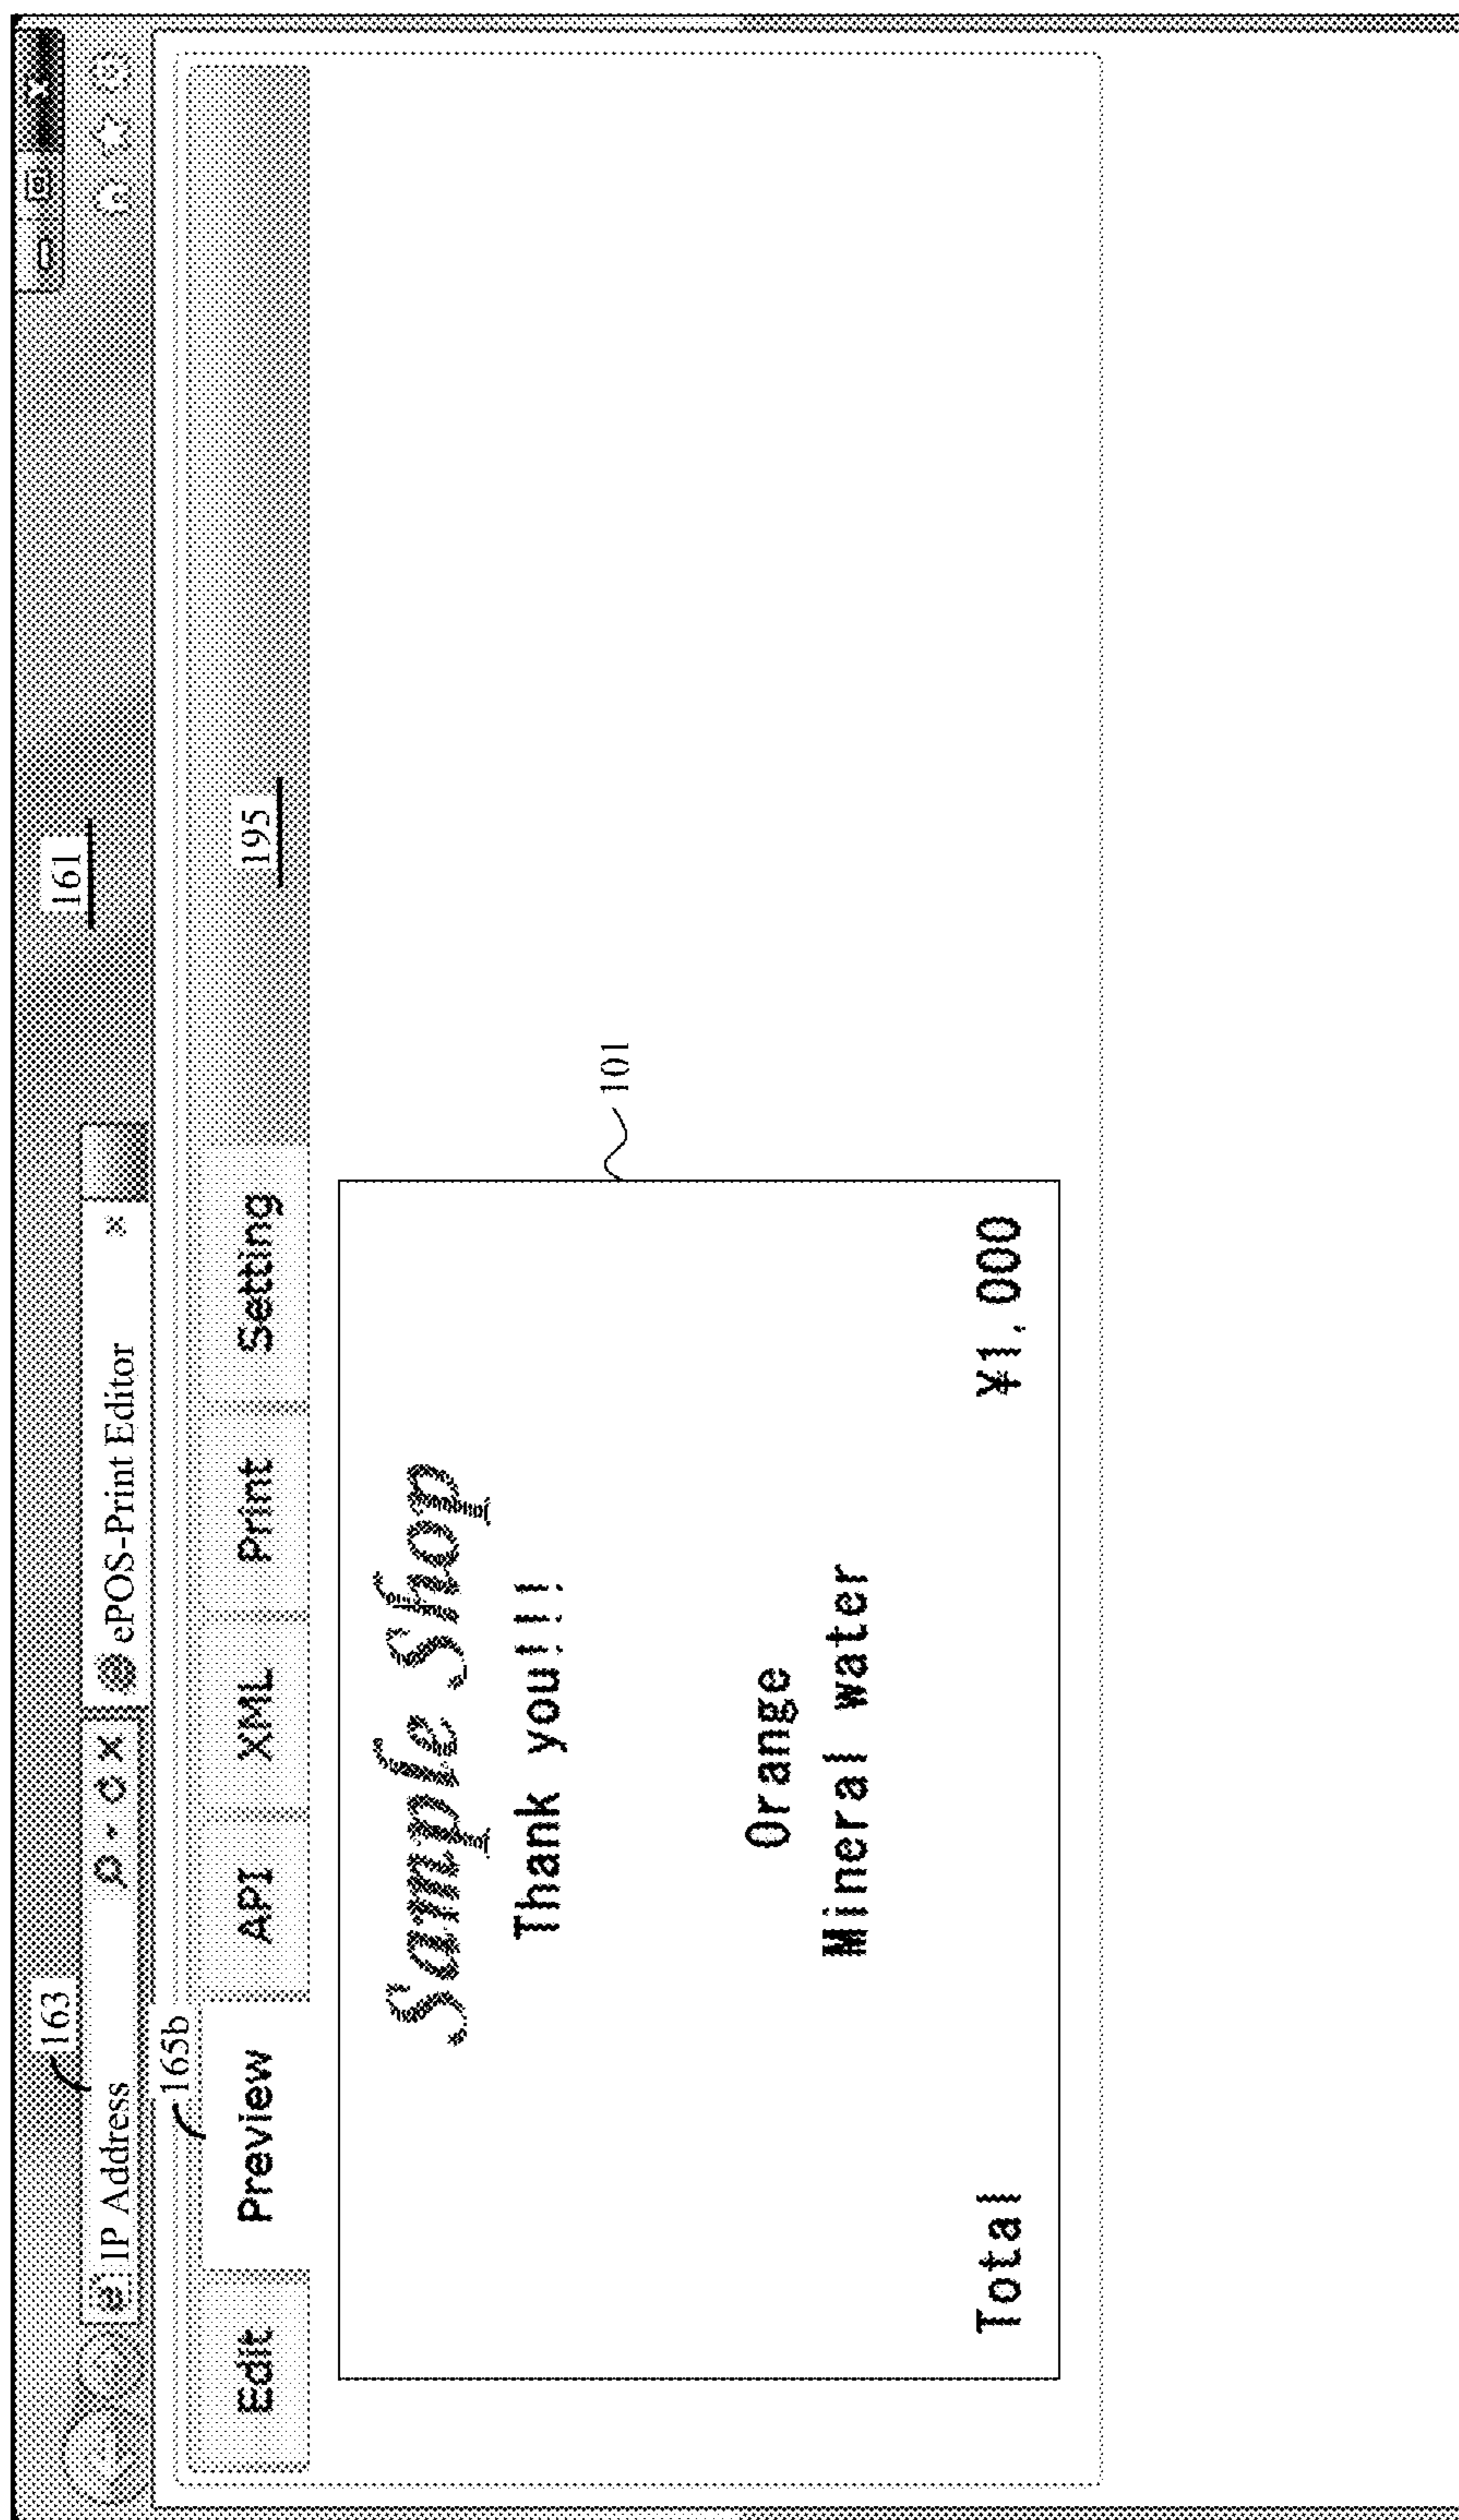 161
163
IP Address
ePOS-Print Editor
165b
Edit Preview API XML Print Setting
195
101
Sample Shop
Thank you!!!!
Orange
Mineral water
Total ¥1,000